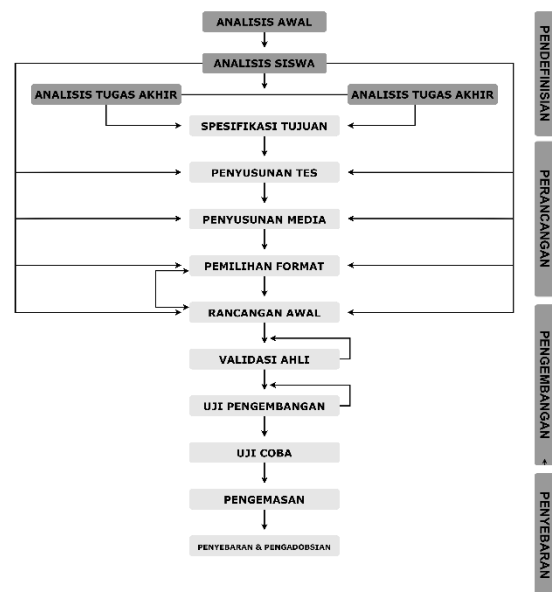 ANALISIS AWAL
ANALISIS SISWA
ANALISIS TUGAS AKHIR
ANALISIS TUGAS AKHIR
SPESIFIKASI TUJUAN
PENYUSUNAN TES
PENYUSUNAN MEDIA
PEMILIHAN FORMAT
RANCANGAN AWAL
VALIDASI AHLI
UJI PENGEMBANGAN
UJI COBA
PENGEMASAN
PENYEBARAN & PENGADOBSIAN
PENDEFINISIAN
PERANCANGAN
PENGEMBANGAN
PENYEBARAN